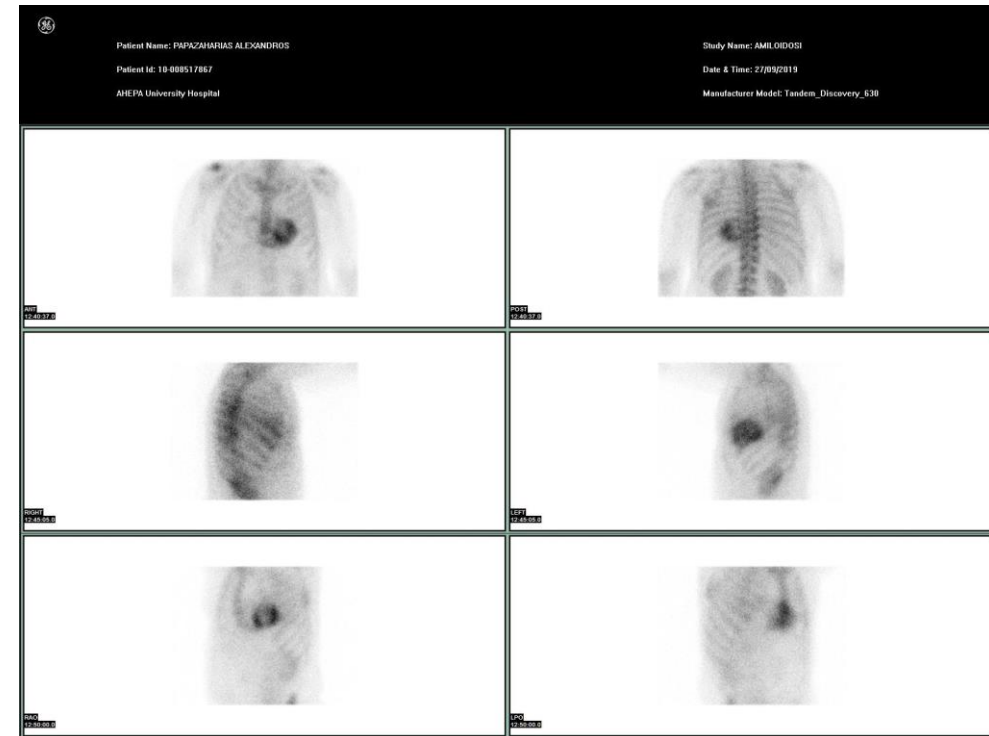 Patient Name: PAPAZAHARIAS ALEXANDROS
Patient Id: 10-008517867
AHEPA University Hospital
Study Name: AMILOIDOSI
Date & Time: 27/09/2019
Manufacturer Model: Tandem_Discovery_630
ANT
12:40:37.0
POST
12:40:37.0
RIGHT
12:45:05.0
LEFT
12:45:05.0
RAO
12:50:00.0
LPO
12:50:00.0